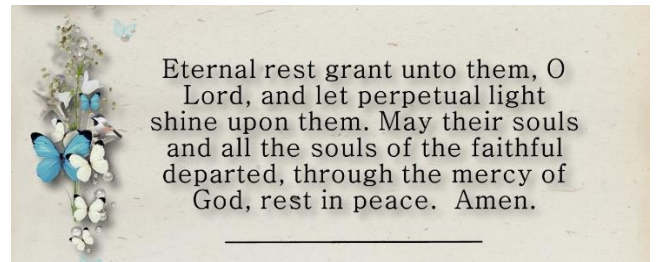 Eternal rest grant unto them, O
Lord, and let perpetual light
shine upon them. May their souls
and all the souls of the faithful
departed, through the mercy of
God, rest in peace.  Amen.